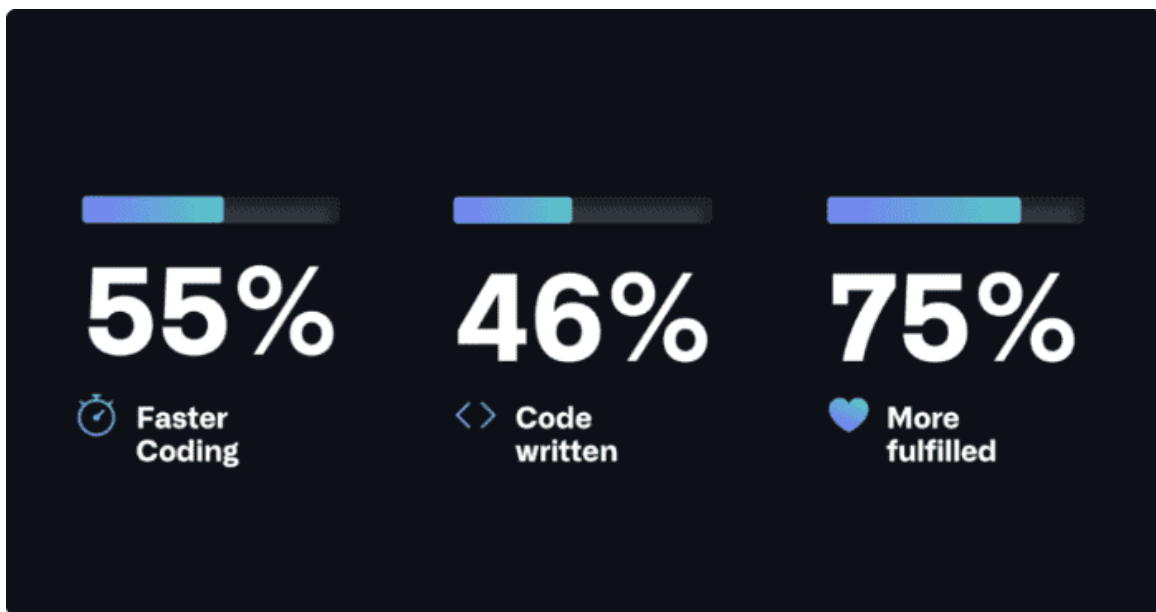 55%
Faster
Coding
46%
Code
written
75%
More
fulfilled